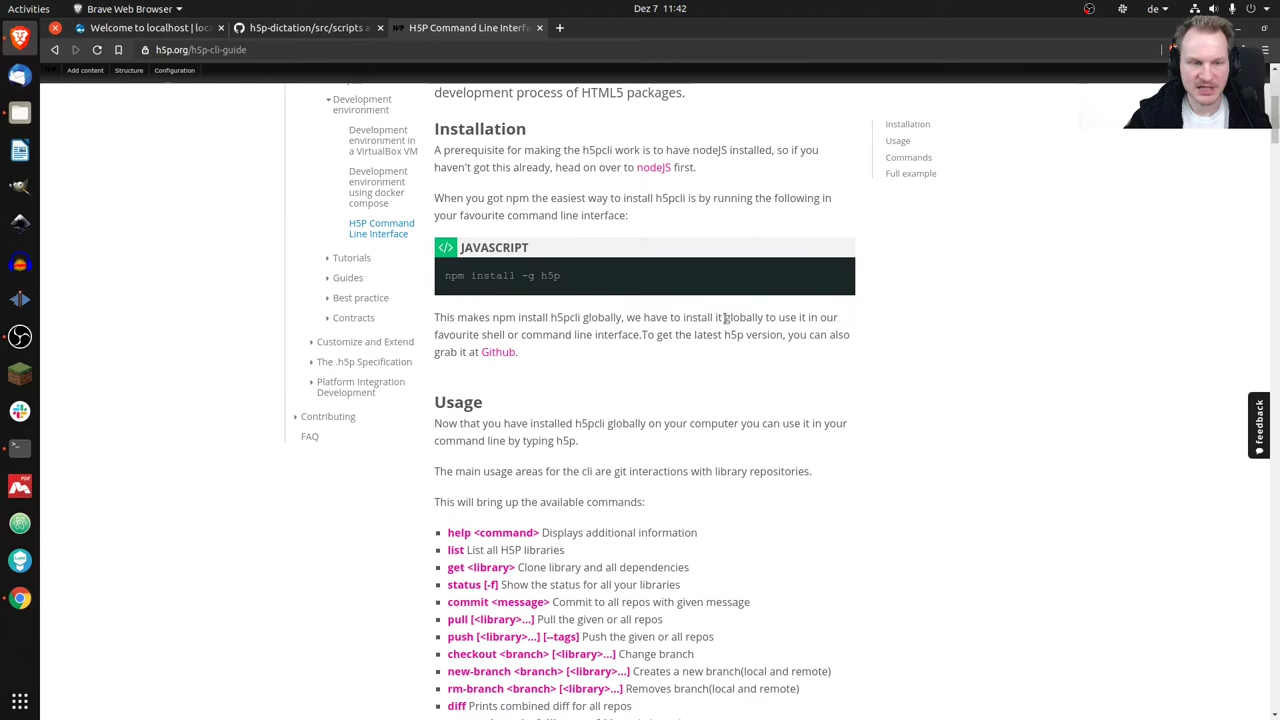 Activities
Brave Web Browser
Dez 7 11:42
Welcome to localhost | loca
h5p-dictation/src/scripts a
H5P Command Line Interfa
h5p.org/h5p-cli-guide
Add content
Structure
Configuration
Development environment
Development environment in a VirtualBox VM
Development environment using docker compose
H5P Command Line Interface
Tutorials
Guides
Best practice
Contracts
Customize and Extend
The .h5p Specification
Platform Integration Development
Contributing
FAQ
development process of HTML5 packages.
Installation
A prerequisite for making the h5pcli work is to have nodeJS installed, so if you
haven't got this already, head on over to nodeJS first.
When you got npm the easiest way to install h5pcli is by running the following in
your favourite command line interface:
</> JAVASCRIPT
npm install -g h5p
This makes npm install h5pcli globally, we have to install it globally to use it in our
favourite shell or command line interface.To get the latest h5p version, you can also
grab it at Github.
Usage
Now that you have installed h5pcli globally on your computer you can use it in your
command line by typing h5p.
The main usage areas for the cli are git interactions with library repositories.
This will bring up the available commands:
help <command> Displays additional information
list List all H5P libraries
get <library> Clone library and all dependencies
status [-f] Show the status for all your libraries
commit <message> Commit to all repos with given message
pull [<library>...] Pull the given or all repos
push [<library>...] [--tags] Push the given or all repos
checkout <branch> [<library>...] Change branch
new-branch <branch> [<library>...] Creates a new branch(local and remote)
rm-branch <branch> [<library>...] Removes branch(local and remote)
diff Prints combined diff for all repos
Installation
Usage
Commands
Full example
feedback